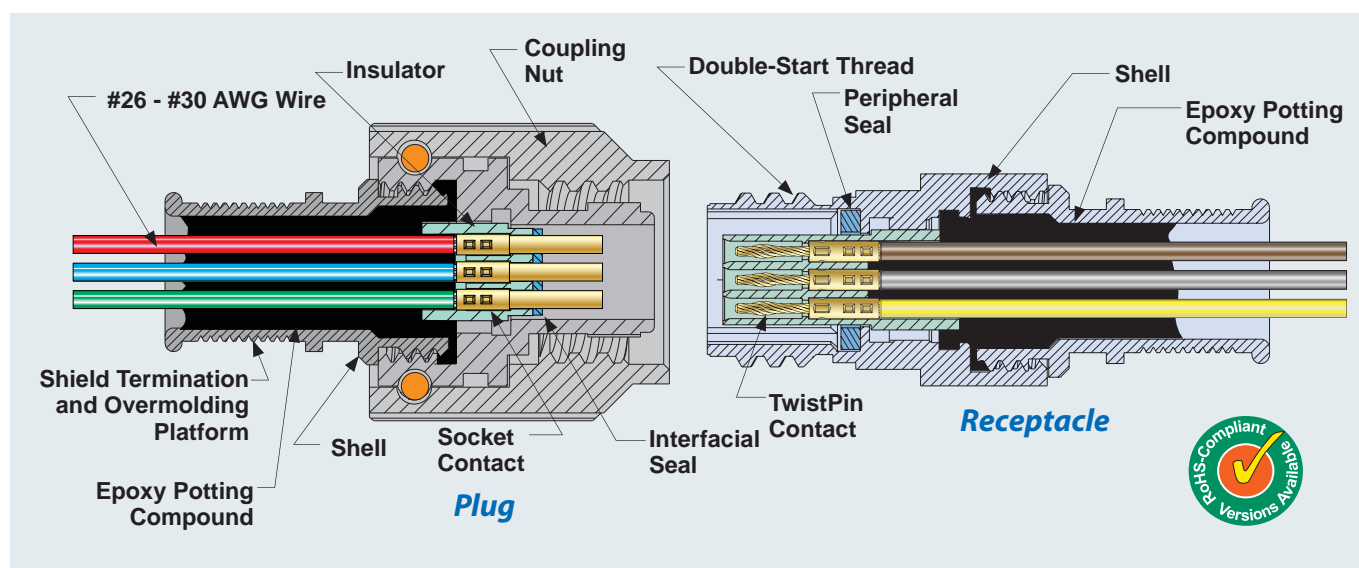 #26 - #30 AWG Wire
Insulator
Coupling
Nut
Double-Start Thread
Peripheral
Seal
Shell
Epoxy Potting
Compound
Shield Termination
and Overmolding
Platform
Epoxy Potting
Compound
Shell
Socket
Contact
Interfacial
Seal
Plug
TwistPin
Contact
Receptacle
RoHS-Compliant
Versions Available